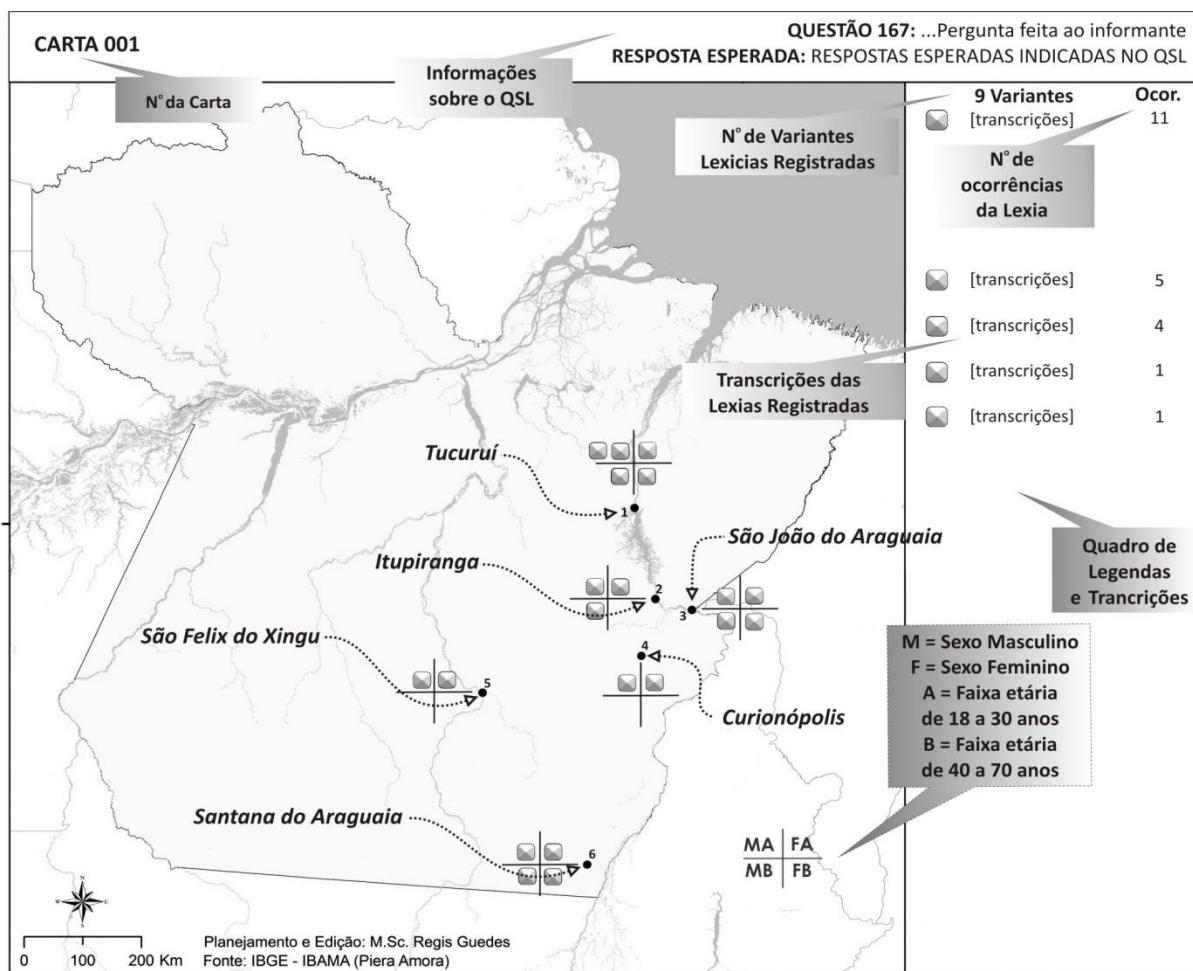 CARTA 001
QUESTÃO 167: ...Pergunta feita ao informante
RESPOSTA ESPERADA: RESPOSTAS ESPERADAS INDICADAS NO QSL
N° da Carta
Informações
sobre o QSL
N° de Variantes
Lexicias Registradas
9 Variantes Ocor.
[transcrições] 11
N° de
ocorrências
da Lexia
[transcrições] 5
[transcrições] 4
[transcrições] 1
[transcrições] 1
Transcrições das
Lexias Registradas
Tucuruí
1
São João do Araguaia
Itupiranga
2
3
Quadro de
Legendas
e Trancrições
São Felix do Xingu
4
5
Curionópolis
M = Sexo Masculino
F = Sexo Feminino
A = Faixa etária
de 18 a 30 anos
B = Faixa etária
de 40 a 70 anos
Santana do Araguaia
6
MA FA
MB FB
N
W E
S
0 100 200 Km
Planejamento e Edição: M.Sc. Regis Guedes
Fonte: IBGE - IBAMA (Piera Amora)